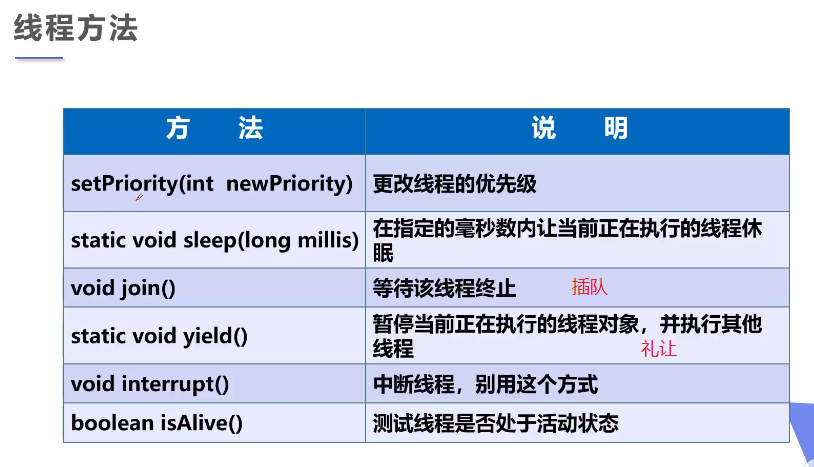 线程方法
方 法
说 明
setPriority(int newPriority)
更改线程的优先级
static void sleep(long millis)
在指定的毫秒数内让当前正在执行的线程休
眠
void join()
等待该线程终止 插队
static void yield()
暂停当前正在执行的线程对象，并执行其他
线程 礼让
void interrupt()
中断线程，别用这个方式
boolean isAlive()
测试线程是否处于活动状态